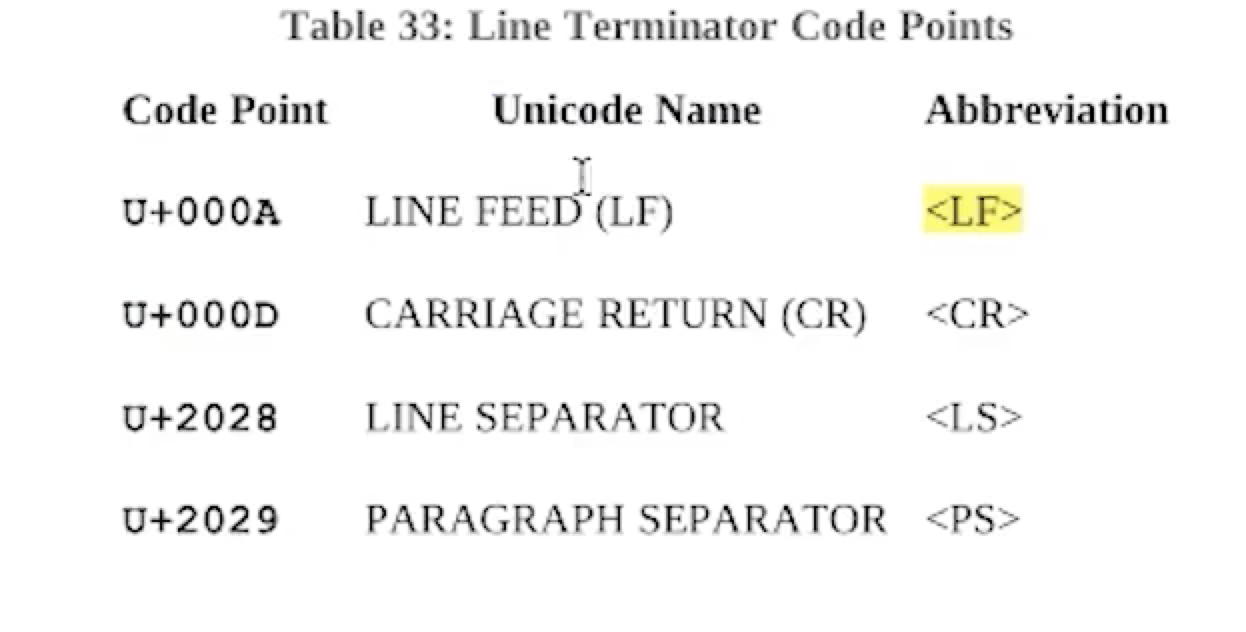 Table 33: Line Terminator Code Points
Code Point Unicode Name Abbreviation
U+000A LINE FEED (LF) <LF>
U+000D CARRIAGE RETURN (CR) <CR>
U+2028 LINE SEPARATOR <LS>
U+2029 PARAGRAPH SEPARATOR <PS>